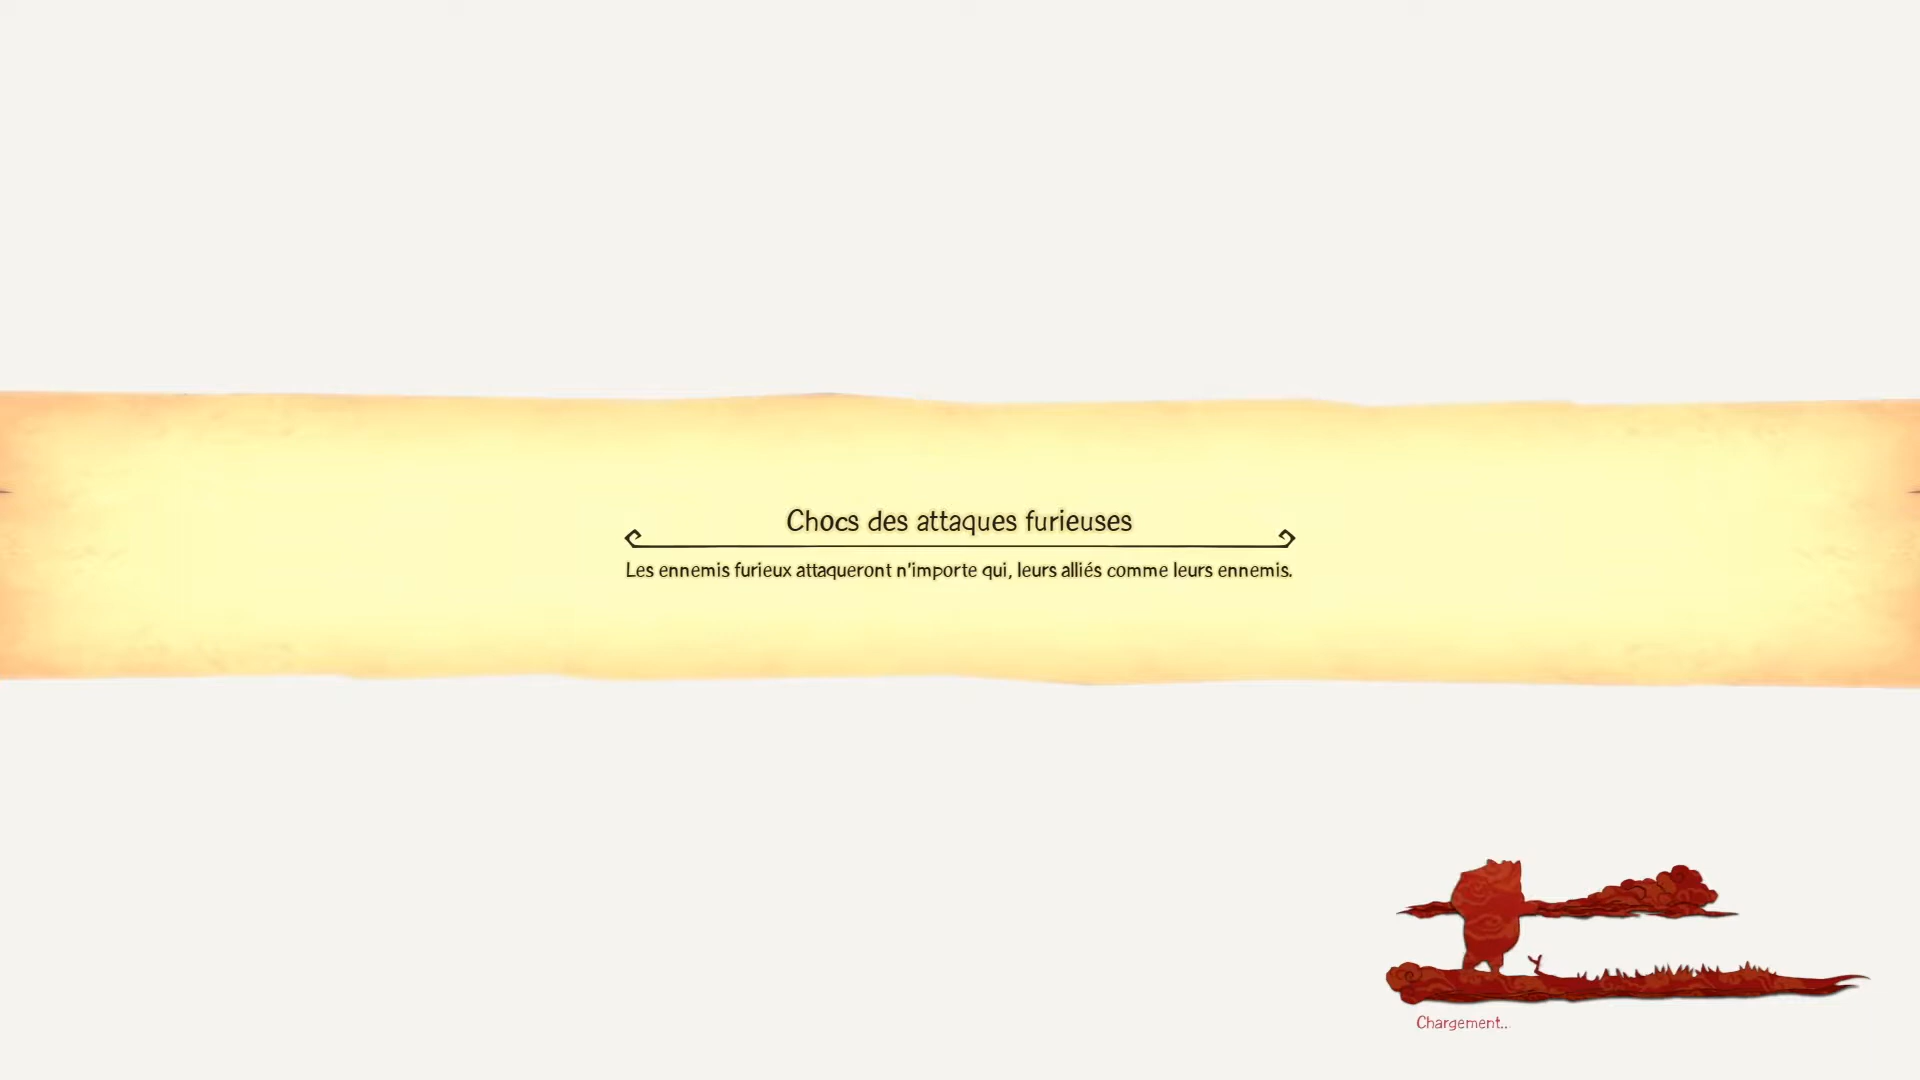 Chocs des attaques furieuses
Les ennemis furieux attaqueront n'importe qui, leurs alliés comme leurs ennemis.
Chargement..